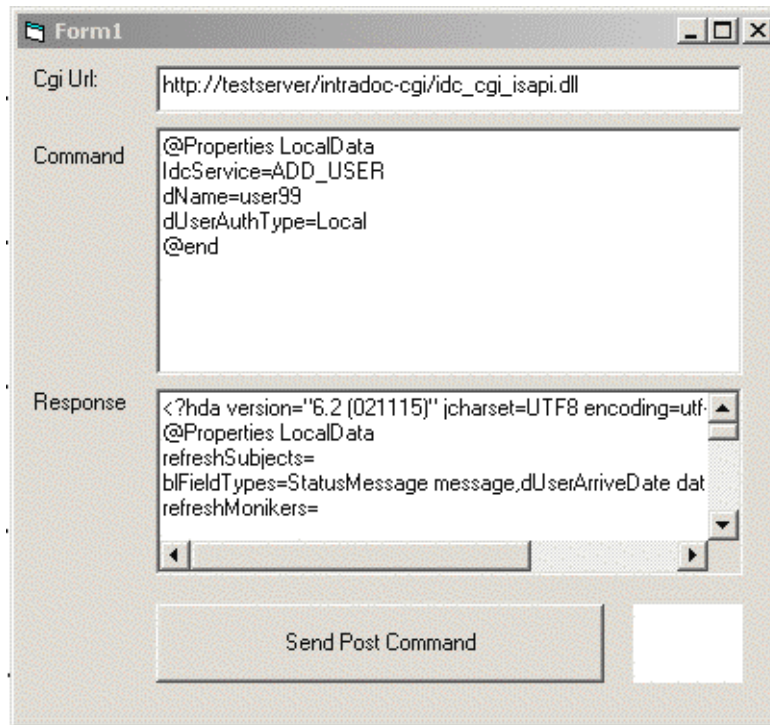 Form1
Cgi Url:
http://testserver/intradoc-cgi/idc_cgi_isapi.dll
Command
@Properties LocalData
IdcService=ADD_USER
dName=user99
dUserAuthType=Local
@end
Response
<?hda version="6.2 (021115)" jcharset=UTF8 encoding=utf-
@Properties LocalData
refreshSubjects=
blFieldTypes=StatusMessage message,dUserArriveDate dat
refreshMonikers=
Send Post Command